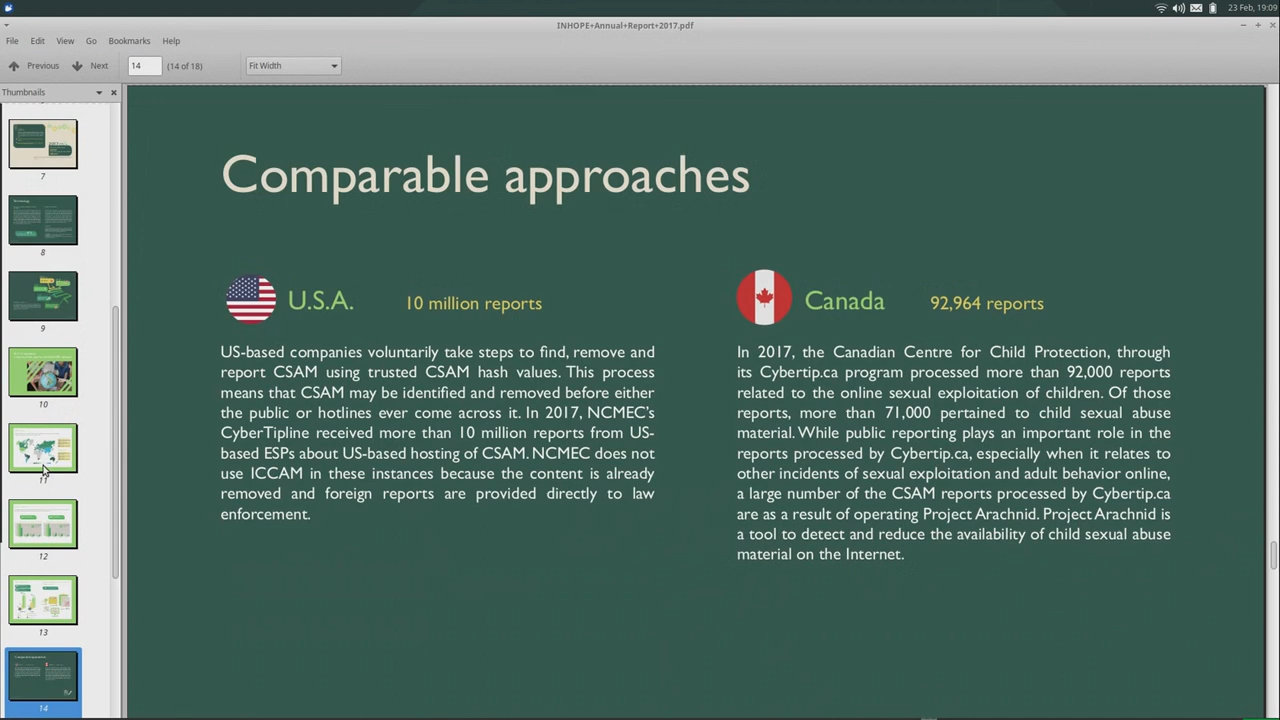 23 Feb, 19:09
INHOPE+Annual+Report+2017.pdf
File Edit View Go Bookmarks Help
Previous Next 14 (14 of 18) Fit Width
Thumbnails
7
8
9
10
11
12
13
14
Comparable approaches
U.S.A. 10 million reports
US-based companies voluntarily take steps to find, remove and
report CSAM using trusted CSAM hash values. This process
means that CSAM may be identified and removed before either
the public or hotlines ever come across it. In 2017, NCMEC's
CyberTipline received more than 10 million reports from US-
based ESPs about US-based hosting of CSAM. NCMEC does not
use ICCAM in these instances because the content is already
removed and foreign reports are provided directly to law
enforcement.
Canada 92,964 reports
In 2017, the Canadian Centre for Child Protection, through
its Cybertip.ca program processed more than 92,000 reports
related to the online sexual exploitation of children. Of those
reports, more than 71,000 pertained to child sexual abuse
material. While public reporting plays an important role in the
reports processed by Cybertip.ca, especially when it relates to
other incidents of sexual exploitation and adult behavior online,
a large number of the CSAM reports processed by Cybertip.ca
are as a result of operating Project Arachnid. Project Arachnid is
a tool to detect and reduce the availability of child sexual abuse
material on the Internet.